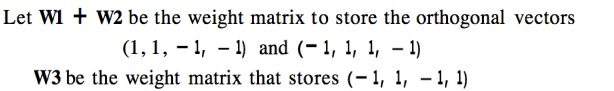 Let W1 + W2 be the weight matrix to store the orthogonal vectors
(1, 1, − 1, − 1) and (− 1, 1, 1, − 1)
W3 be the weight matrix that stores (− 1, 1, − 1, 1)